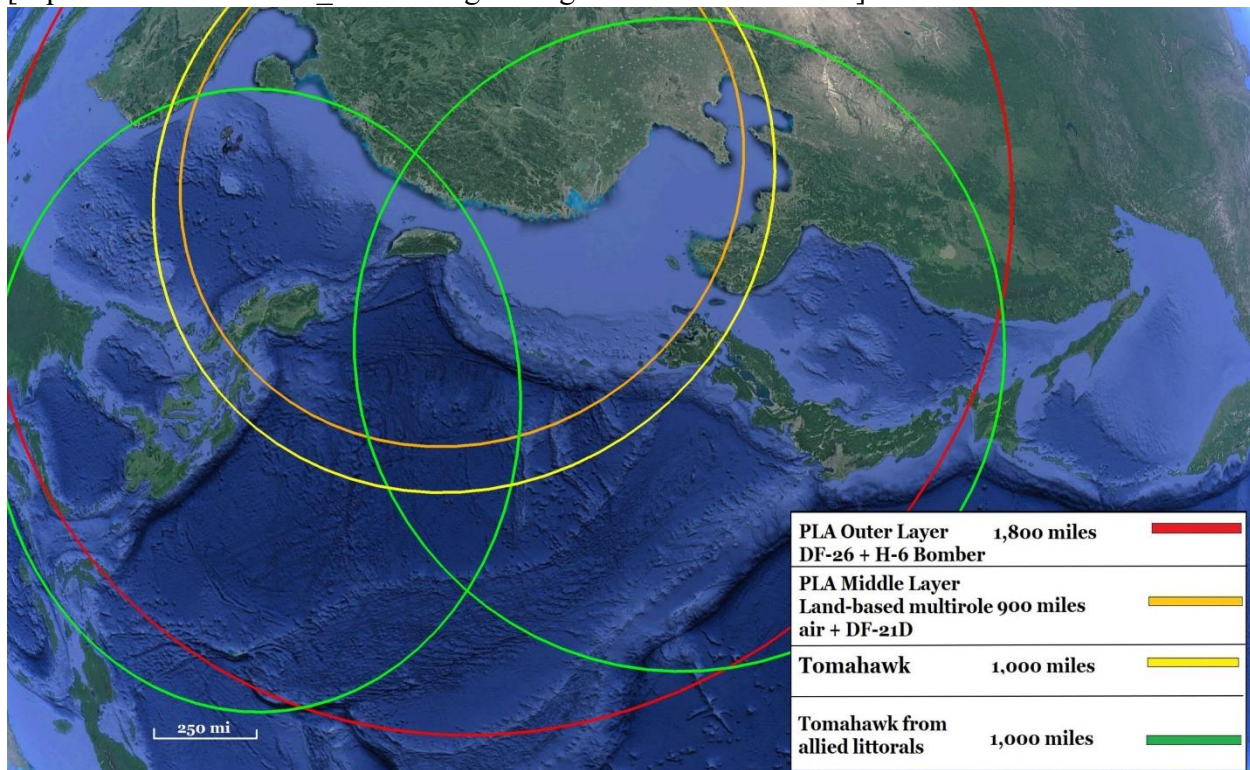 250 mi
PLA Outer Layer 1,800 miles
DF-26 + H-6 Bomber
PLA Middle Layer
Land-based multirole 900 miles
air + DF-21D
Tomahawk 1,000 miles
Tomahawk from
allied littorals 1,000 miles